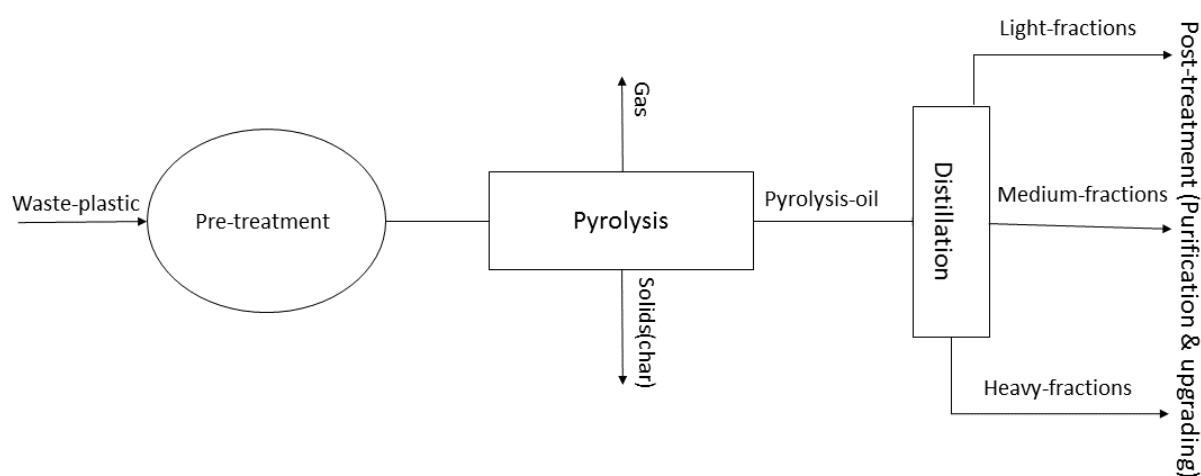 Waste-plastic
Pre-treatment
Gas
Pyrolysis
Solids(char)
Pyrolysis-oil
Distillation
Light-fractions
Medium-fractions
Heavy-fractions
Post-treatment (Purification & upgrading)